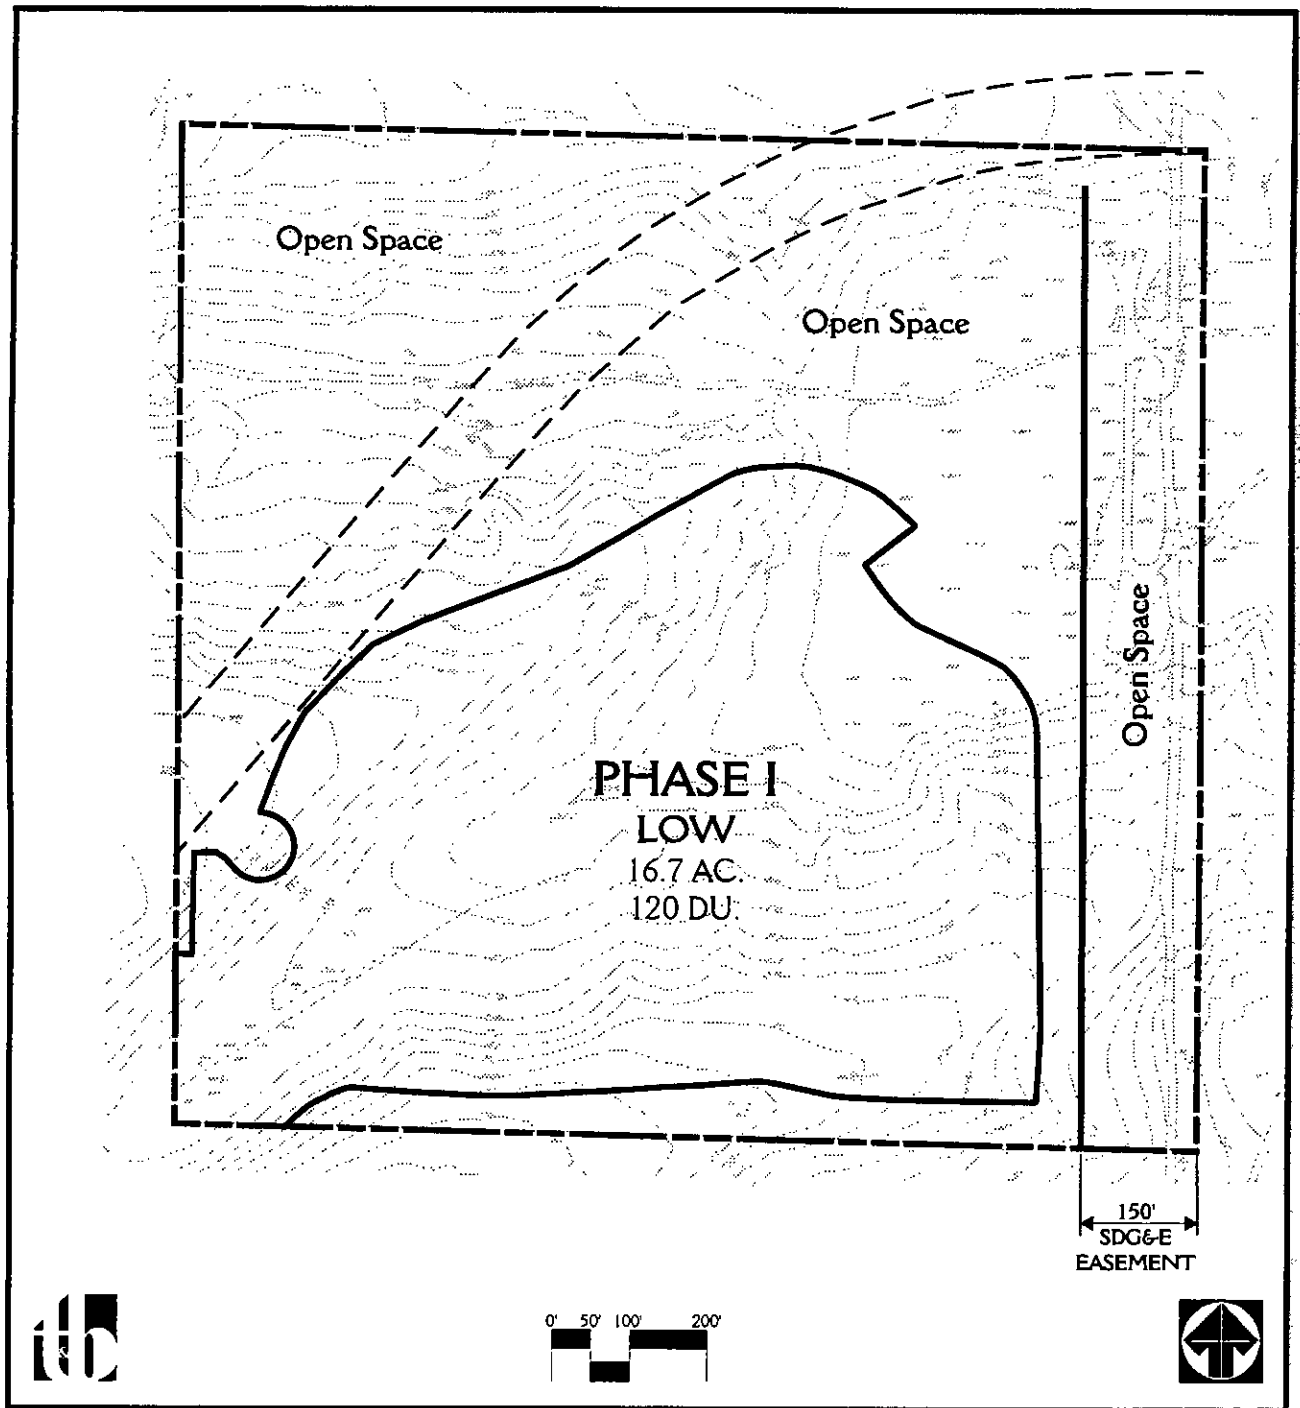 Open Space
Open Space
Open Space
PHASE I
LOW
16.7 AC.
120 DU.
150'
SDG&E
EASEMENT
0' 50' 100' 200'
t&b